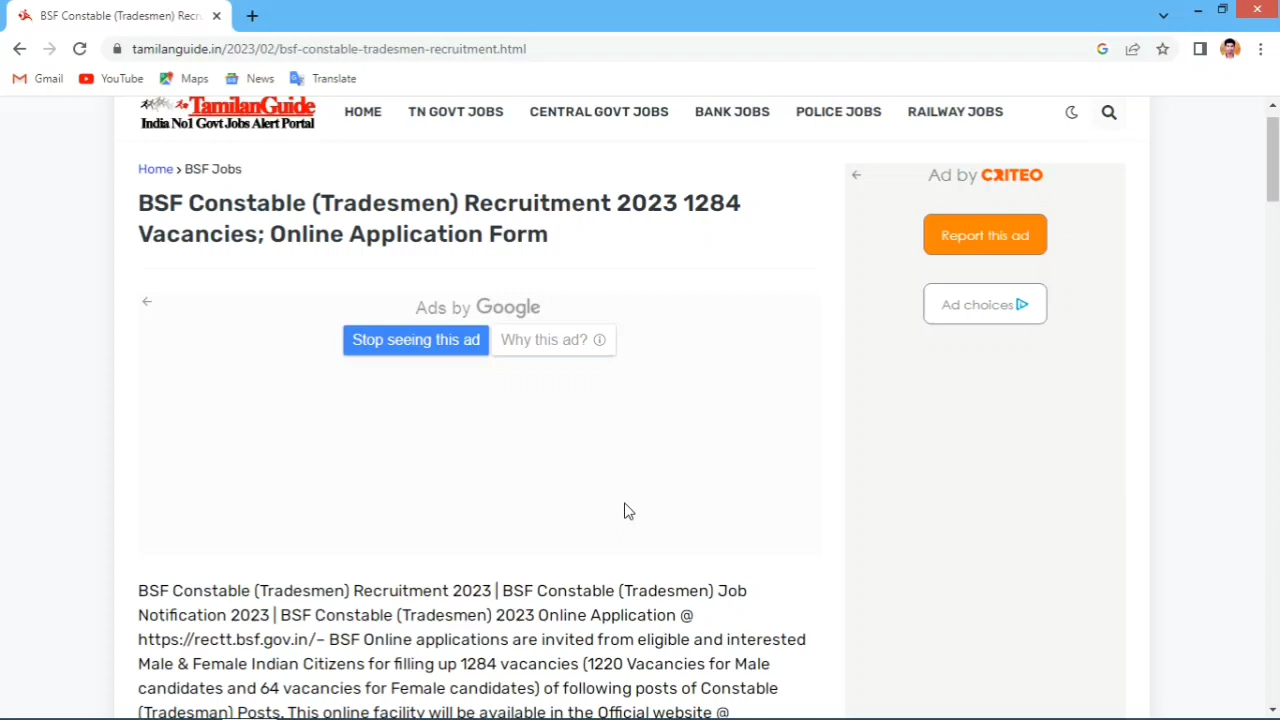 BSF Constable (Tradesmen) Recr
tamilanguide.in/2023/02/bsf-constable-tradesmen-recruitment.html
Gmail YouTube Maps News Translate
TamilanGuide
India No1 Govt Jobs Alert Portal
HOME TN GOVT JOBS CENTRAL GOVT JOBS BANK JOBS POLICE JOBS RAILWAY JOBS
Home › BSF Jobs
BSF Constable (Tradesmen) Recruitment 2023 1284
Vacancies; Online Application Form
Ads by Google
Stop seeing this ad Why this ad?
Ad by CRITEO
Report this ad
Ad choices
BSF Constable (Tradesmen) Recruitment 2023 | BSF Constable (Tradesmen) Job
Notification 2023 | BSF Constable (Tradesmen) 2023 Online Application @
https://rectt.bsf.gov.in/– BSF Online applications are invited from eligible and interested
Male & Female Indian Citizens for filling up 1284 vacancies (1220 Vacancies for Male
candidates and 64 vacancies for Female candidates) of following posts of Constable
(Tradesman) Posts. This online facility will be available in the Official website @